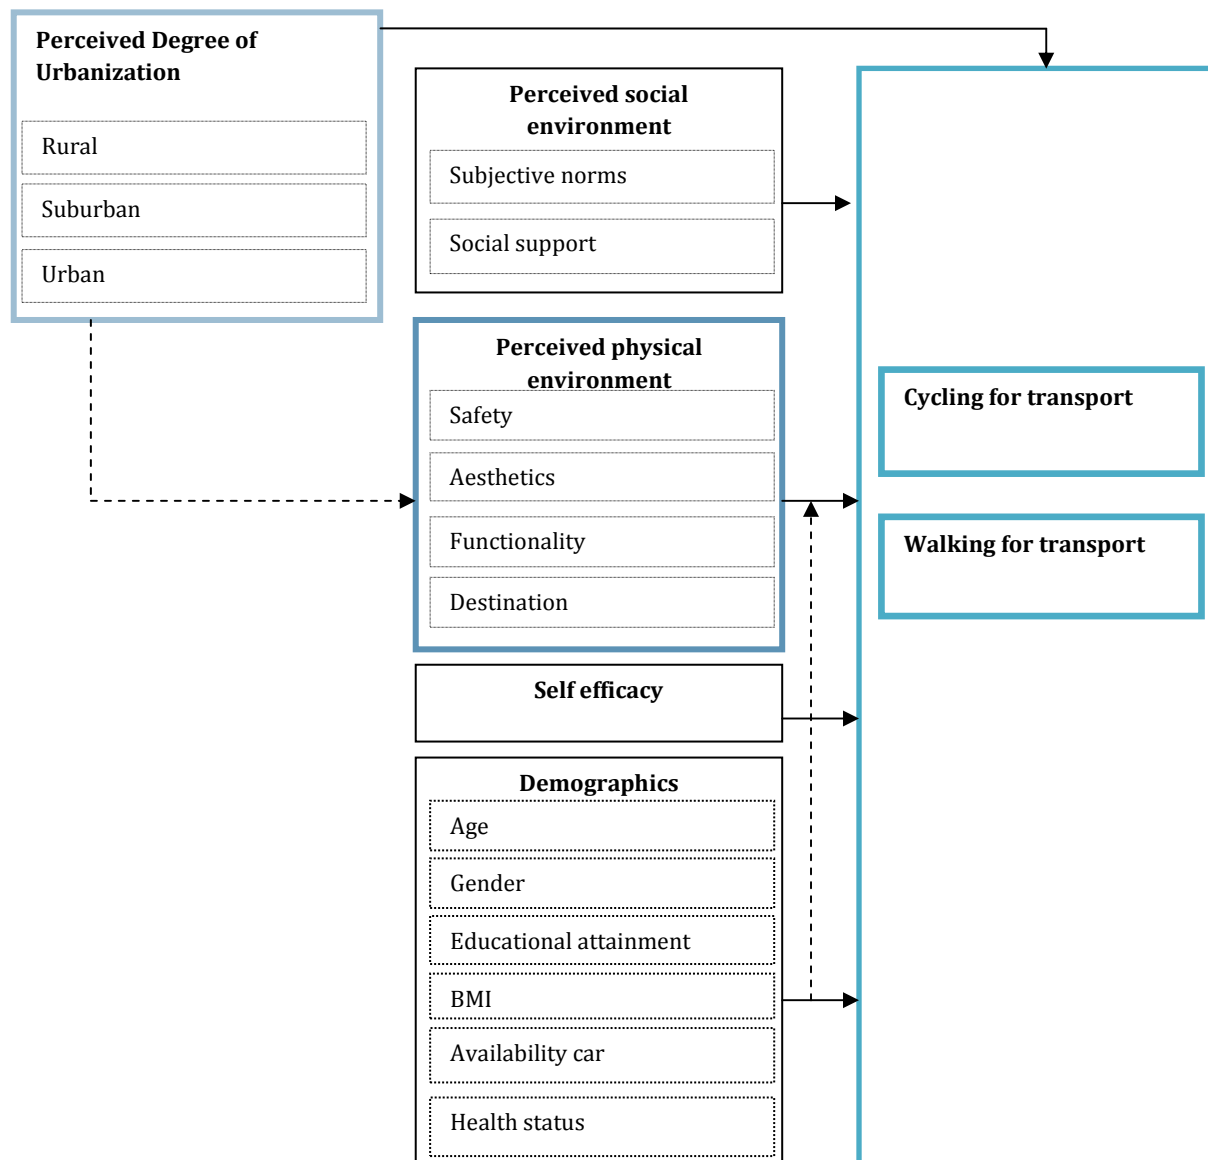 Perceived Degree of
Urbanization
Rural
Suburban
Urban
Perceived social
environment
Subjective norms
Social support
Perceived physical
environment
Safety
Aesthetics
Functionality
Destination
Self efficacy
Demographics
Age
Gender
Educational attainment
BMI
Availability car
Health status
Cycling for transport
Walking for transport